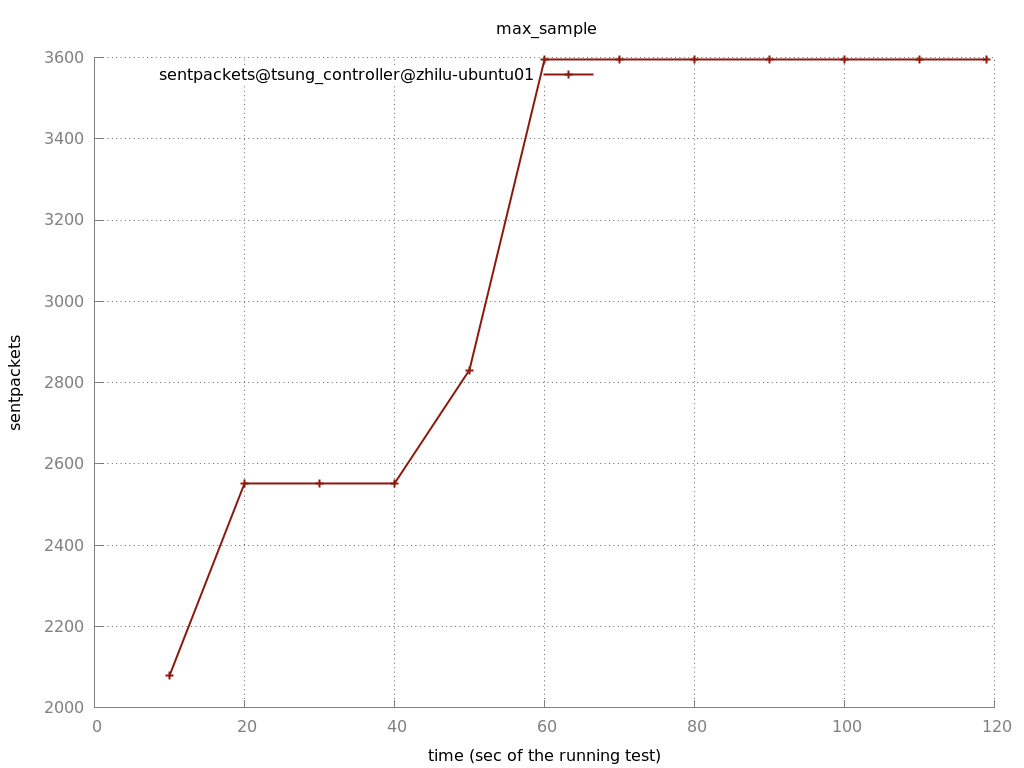 max_sample
3600
sentpackets@tsung_controller@zhilu-ubuntu01
3400
3200
3000
2800
2600
2400
2200
2000
sentpackets
0 20 40 60 80 100 120
time (sec of the running test)